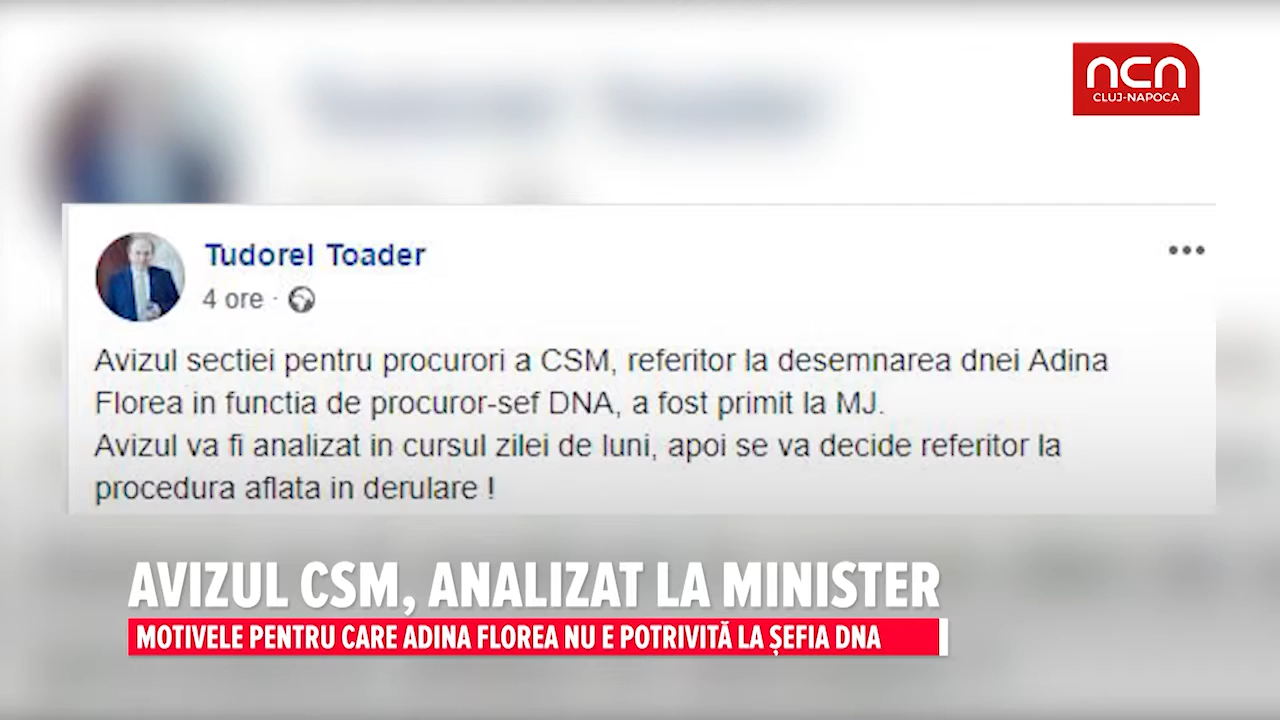 ncn
CLUJ-NAPOCA
Tudorel Toader
4 ore ·
Avizul sectiei pentru procurori a CSM, referitor la desemnarea dnei Adina
Florea in functia de procuror-sef DNA, a fost primit la MJ.
Avizul va fi analizat in cursul zilei de luni, apoi se va decide referitor la
procedura aflata in derulare !
AVIZUL CSM, ANALIZAT LA MINISTER
MOTIVELE PENTRU CARE ADINA FLOREA NU E POTRIVITĂ LA ȘEFIA DNA